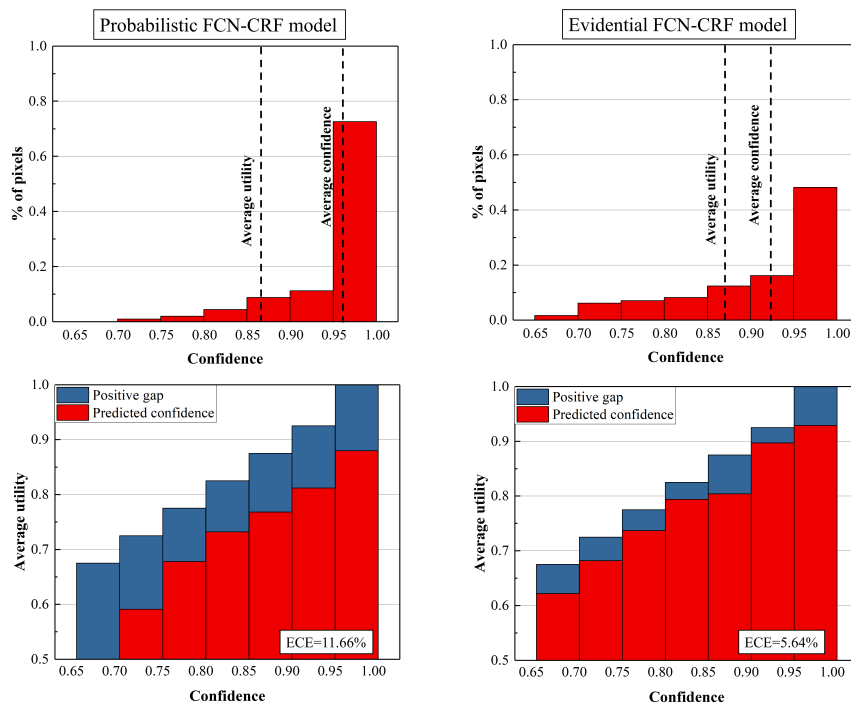 Probabilistic FCN-CRF model
1.0
0.8
0.6
0.4
0.2
0.0
% of pixels
Average utility
Average confidence
0.65 0.70 0.75 0.80 0.85 0.90 0.95 1.00
Confidence
Evidential FCN-CRF model
1.0
0.8
0.6
0.4
0.2
0.0
% of pixels
Average utility
Average confidence
0.65 0.70 0.75 0.80 0.85 0.90 0.95 1.00
Confidence
1.0
0.9
0.8
0.7
0.6
0.5
Average utility
Positive gap
Predicted confidence
ECE=11.66%
0.65 0.70 0.75 0.80 0.85 0.90 0.95 1.00
Confidence
1.0
0.9
0.8
0.7
0.6
0.5
Average utility
Positive gap
Predicted confidence
ECE=5.64%
0.65 0.70 0.75 0.80 0.85 0.90 0.95 1.00
Confidence